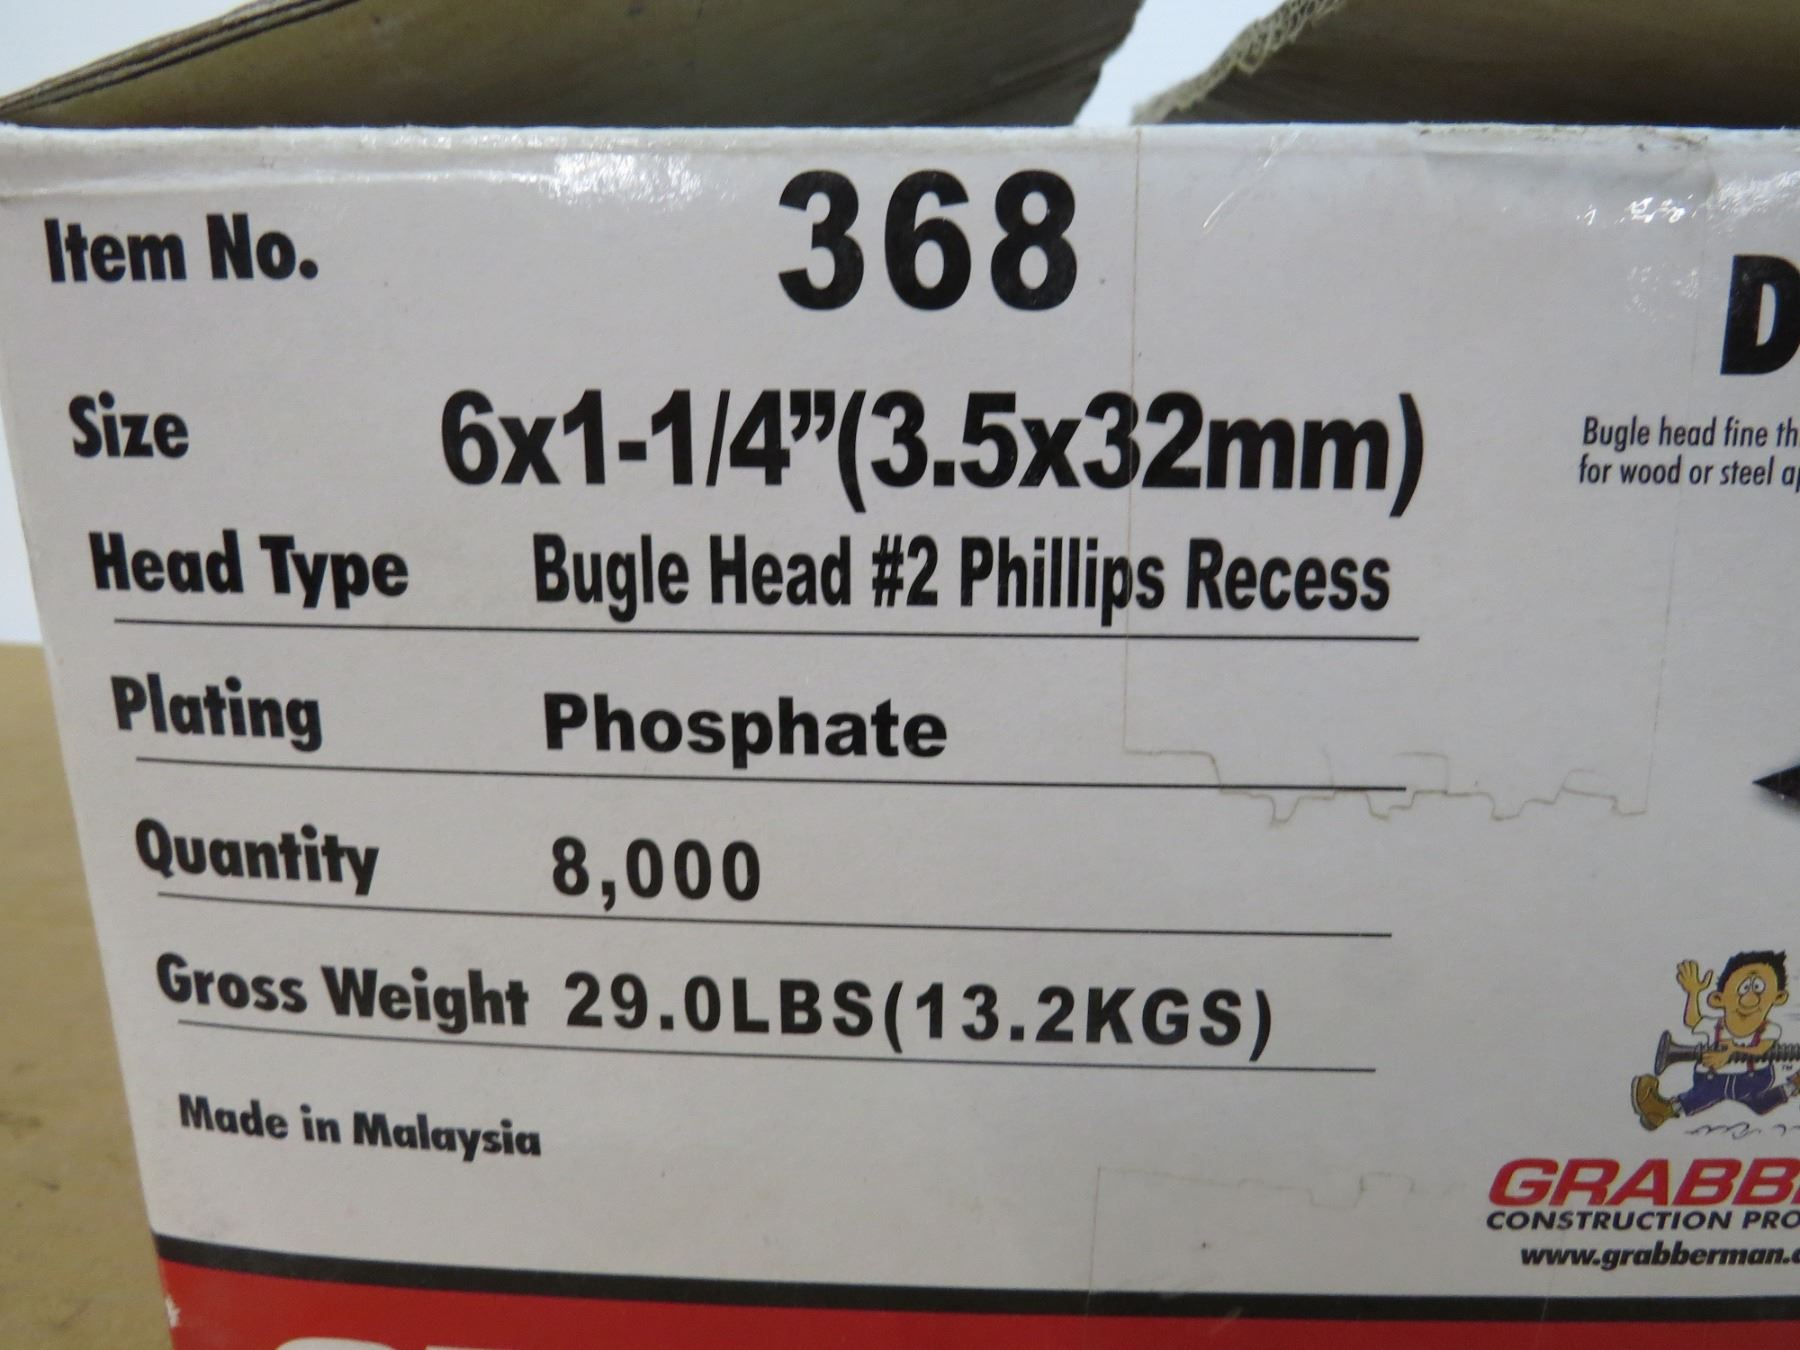 Item No. 368
Size 6x1-1/4”(3.5x32mm)
Head Type Bugle Head #2 Phillips Recess
Plating Phosphate
Quantity 8,000
Gross Weight 29.0LBS(13.2KGS)
Made in Malaysia
D
Bugle head fine th
for wood or steel
TM
GRABB
CONSTRUCTION PRO
www.grabberman.